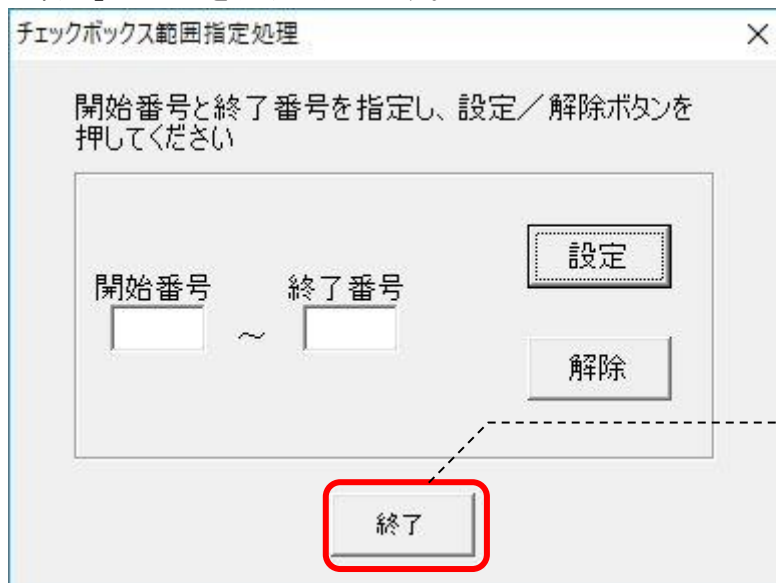 チェックボックス範囲指定処理
開始番号と終了番号を指定し、設定／解除ボタンを
押してください
設定
開始番号 終了番号
～
解除
終了